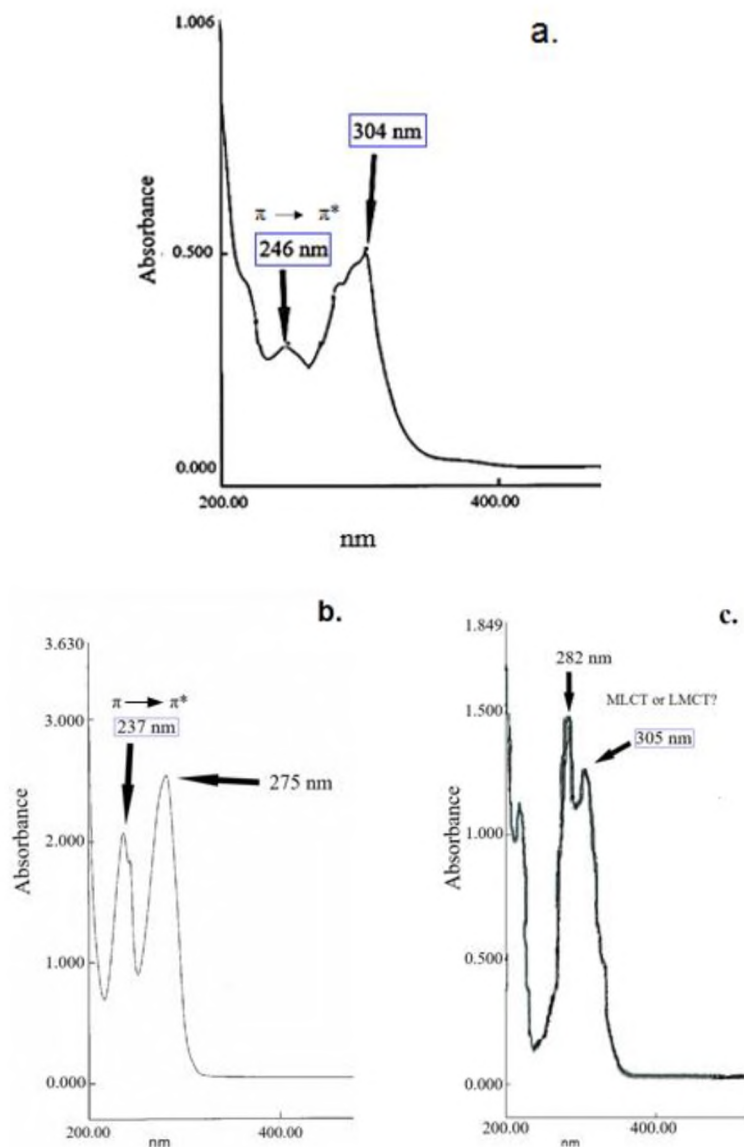 1.006
a.
304 nm
π → π*
246 nm
0.500
Absorbance
0.000
200.00
400.00
nm
b.
3.630
π → π*
237 nm
3.000
275 nm
2.000
Absorbance
1.000
0.000
200.00
400.00
nm
c.
1.849
282 nm
MLCT or LMCT?
1.500
305 nm
1.000
Absorbance
0.500
0.000
200.00
400.00
nm